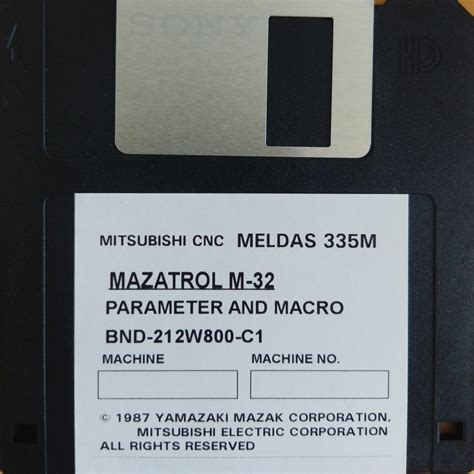 SONY
HD
MITSUBISHI CNC MELDAS 335M
MAZATROL M-32
PARAMETER AND MACRO
BND-212W800-C1
MACHINE MACHINE NO.
© 1987 YAMAZAKI MAZAK CORPORATION,
MITSUBISHI ELECTRIC CORPORATION
ALL RIGHTS RESERVED